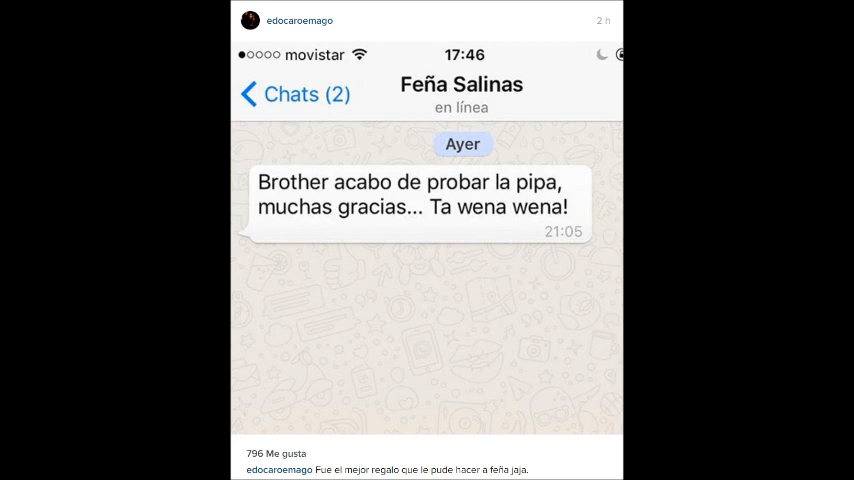 edocaroemago
2 h
movistar
17:46
Chats (2)
Feña Salinas
en línea
Ayer
Brother acabo de probar la pipa,
muchas gracias... Ta wena wena!
21:05
796 Me gusta
edocaroemago Fue el mejor regalo que le pude hacer a feña jaja.